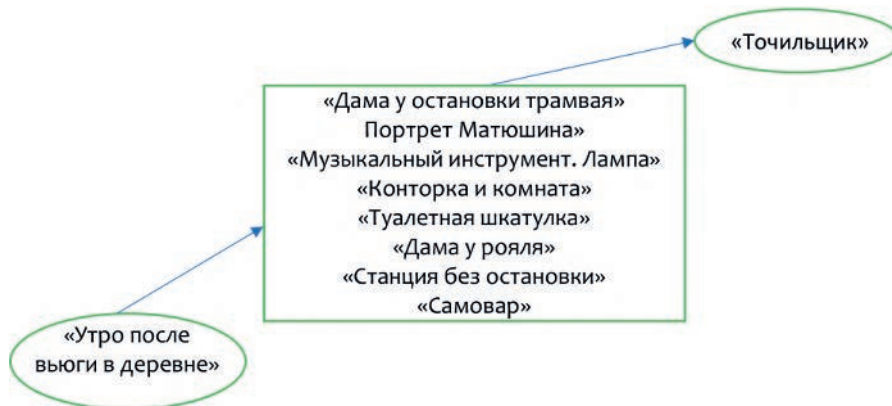 «Точильщик»
«Дама у остановки трамвая»
Портрет Матюшина»
«Музыкальный инструмент. Лампа»
«Конторка и комната»
«Туалетная шкатулка»
«Дама у рояля»
«Станция без остановки»
«Самовар»
«Утро после
вьюги в деревне»